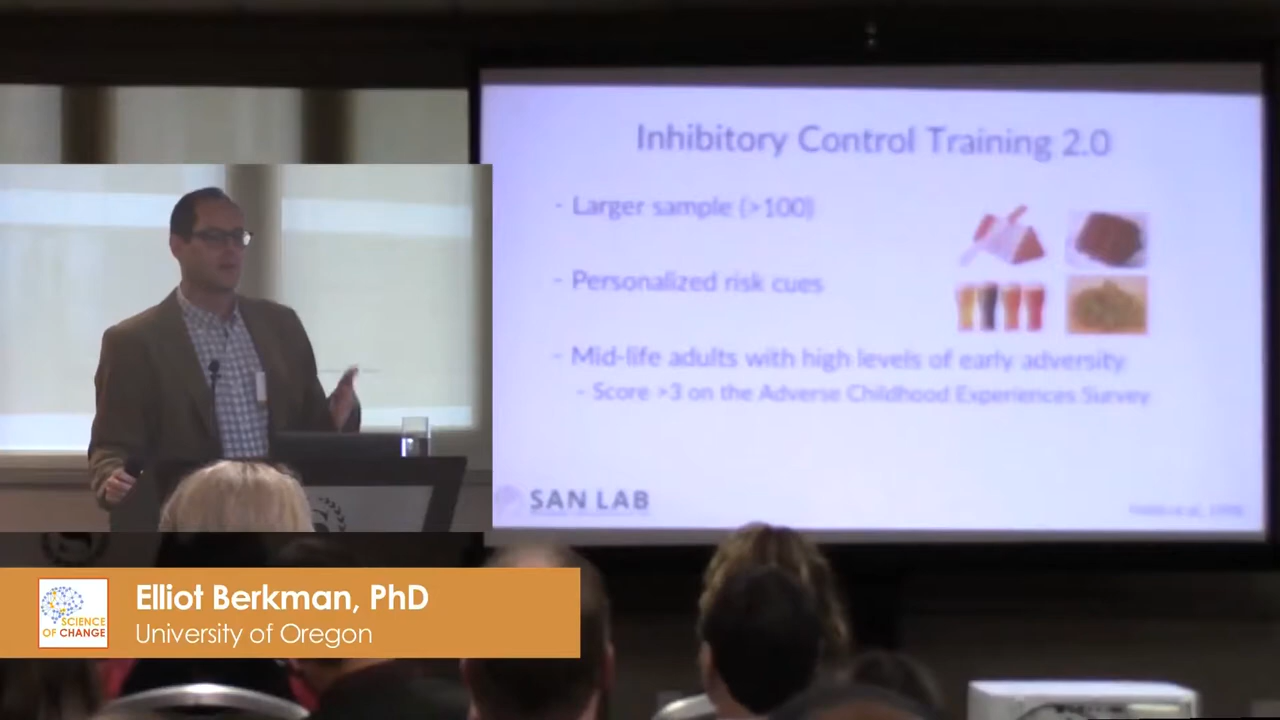 Inhibitory Control Training 2.0
- Larger sample (>100)
- Personalized risk cues
- Mid-life adults with high levels of early adversity
- Score >3 on the Adverse Childhood Experiences Survey
SAN LAB
SCIENCE
OF CHANGE
Elliot Berkman, PhD
University of Oregon